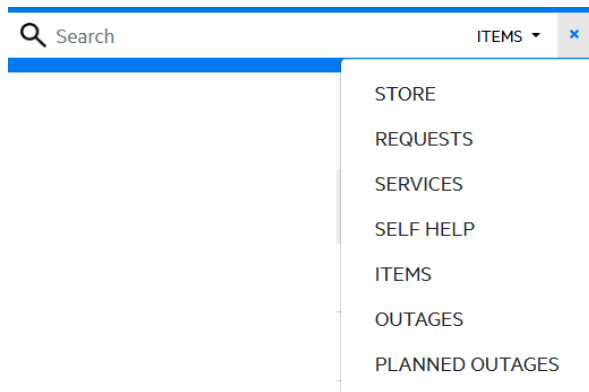 Search ITEMS
STORE
REQUESTS
SERVICES
SELF HELP
ITEMS
OUTAGES
PLANNED OUTAGES